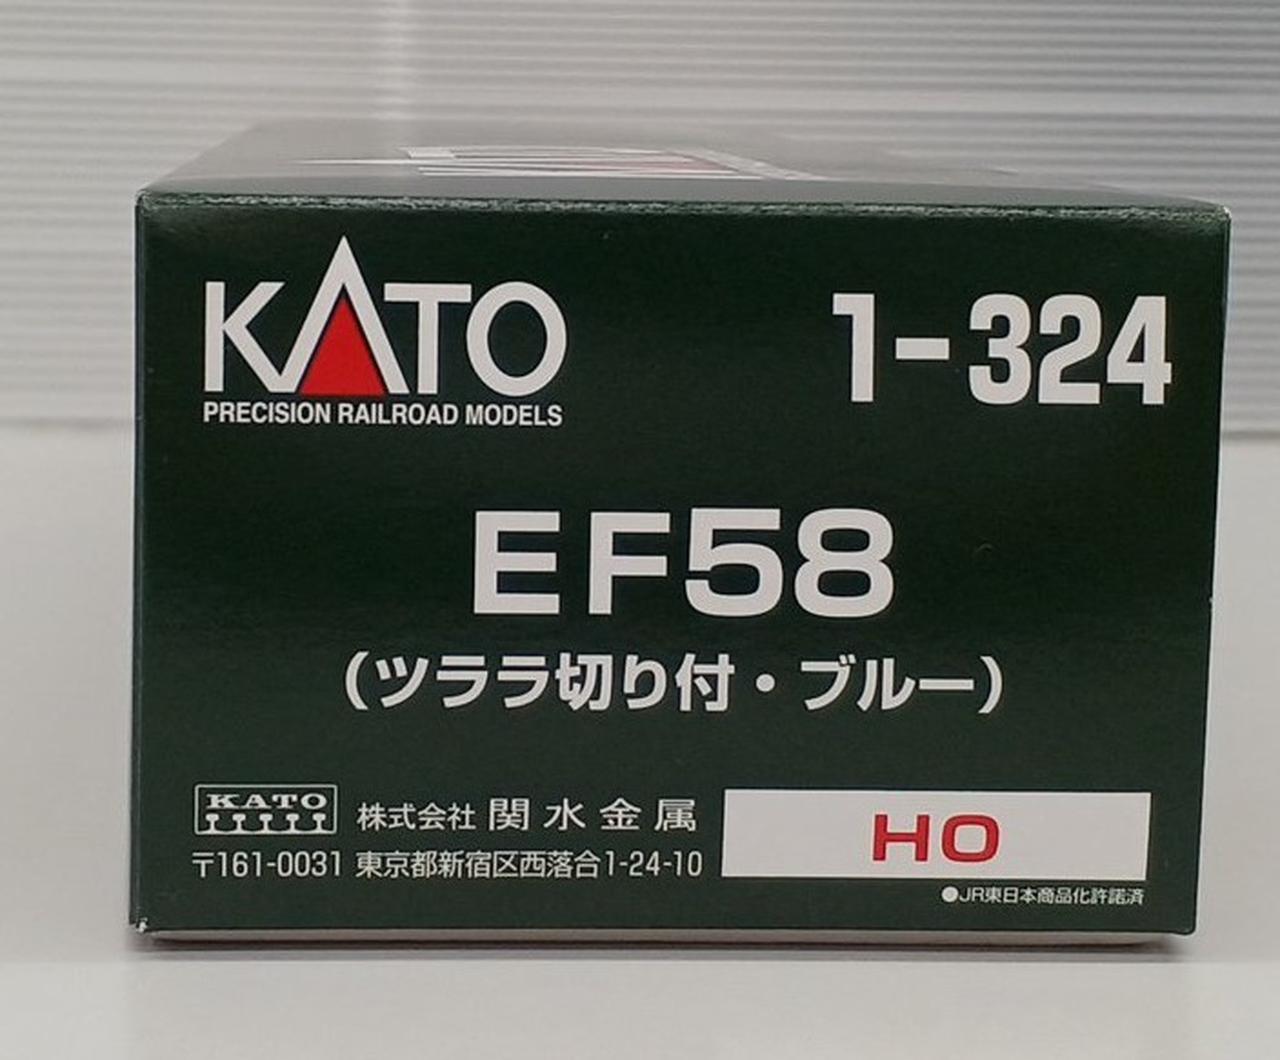 KATO
PRECISION RAILROAD MODELS
1-324
EF58
(ツララ切り付・ブルー)
KATO 株式会社 関水金属
〒161-0031 東京都新宿区西落合1-24-10
HO
●JR東日本商品化許諾済